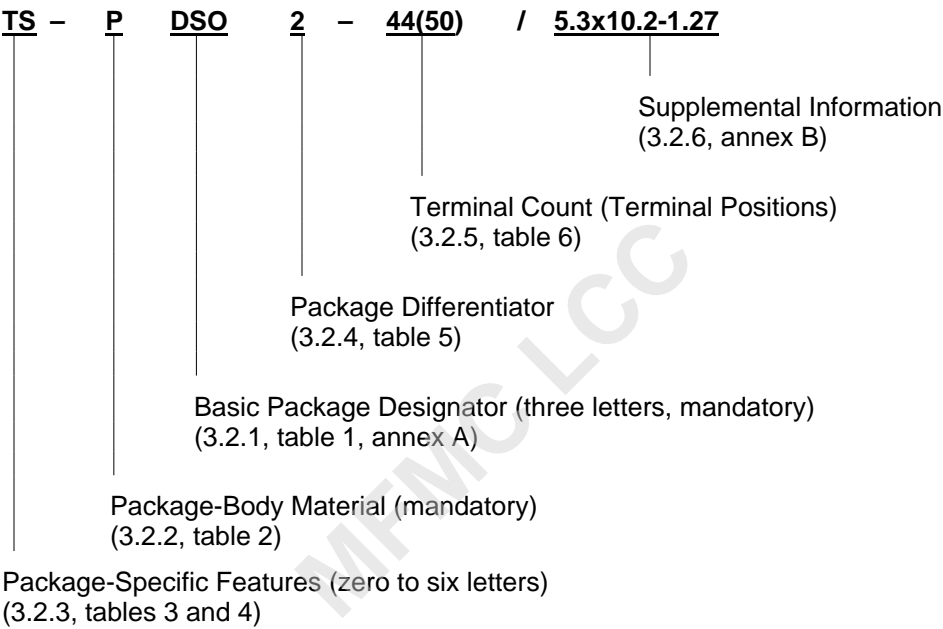 TS – P DSO 2 – 44(50) / 5.3x10.2-1.27
Supplemental Information
(3.2.6, annex B)
Terminal Count (Terminal Positions)
(3.2.5, table 6)
Package Differentiator
(3.2.4, table 5)
Basic Package Designator (three letters, mandatory)
(3.2.1, table 1, annex A)
Package-Body Material (mandatory)
(3.2.2, table 2)
Package-Specific Features (zero to six letters)
(3.2.3, tables 3 and 4)
MFMC LCC